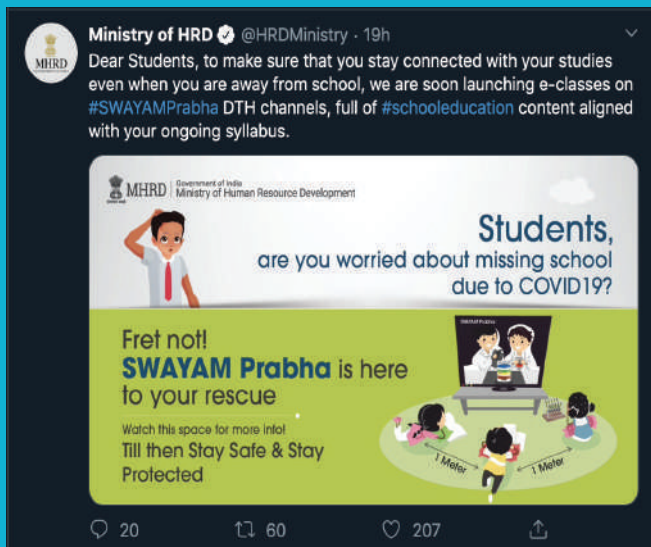 Ministry of HRD @HRDMinistry · 19h
Dear Students, to make sure that you stay connected with your studies
even when you are away from school, we are soon launching e-classes on
#SWAYAMPrabha DTH channels, full of #schooleducation content aligned
with your ongoing syllabus.
MHRD
MHRD
Government of India
Ministry of Human Resource Development
Students,
are you worried about missing school
due to COVID19?
Fret not!
SWAYAM Prabha is here
to your rescue
Watch this space for more info!
Till then Stay Safe & Stay
Protected
SWAYAM PRABHA
1 Meter
1 Meter
20 60 207